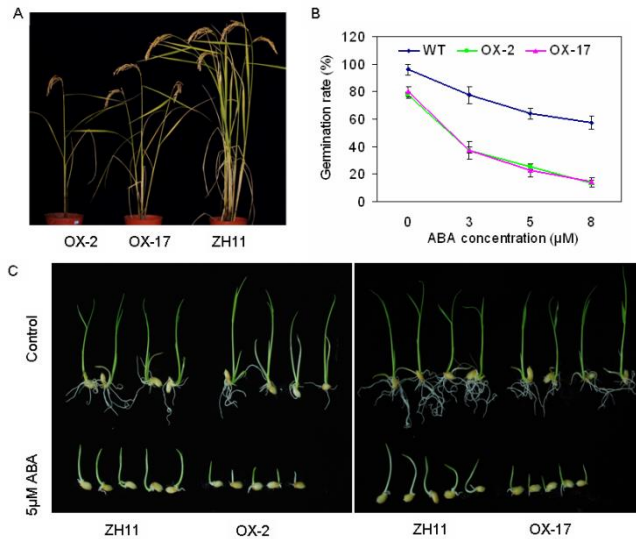 A
OX-2 OX-17 ZH11
B
WT OX-2 OX-17
Germination rate (%)
120
100
80
60
40
20
0
0 3 5 8
ABA concentration (µM)
C
Control
5µM ABA
ZH11 OX-2 ZH11 OX-17